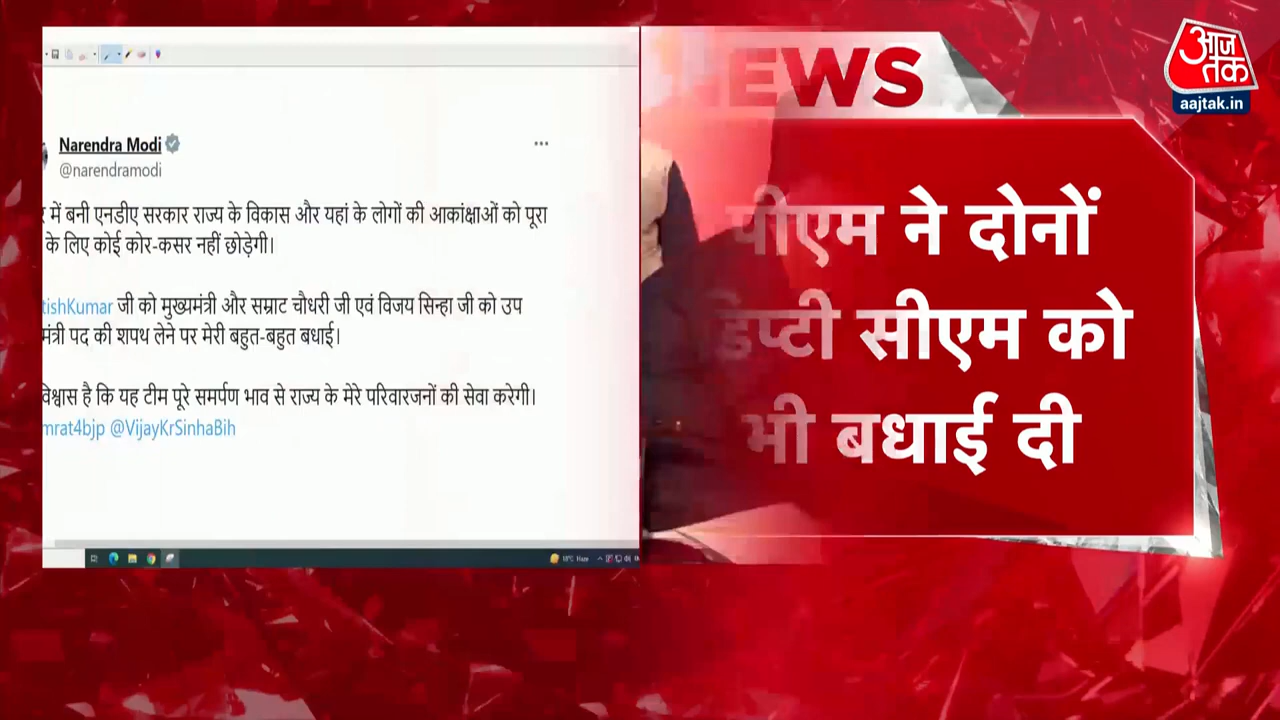 Narendra Modi
@narendramodi
में बनी एनडीए सरकार राज्य के विकास और यहां के लोगों की आकांक्षाओं को पूरा
के लिए कोई कोर-कसर नहीं छोड़ेगी।
tishKumar जी को मुख्यमंत्री और सम्राट चौधरी जी एवं विजय सिन्हा जी को उप
मंत्री पद की शपथ लेने पर मेरी बहुत-बहुत बधाई।
विश्वास है कि यह टीम पूरे समर्पण भाव से राज्य के मेरे परिवारजनों की सेवा करेगी।
mrat4bjp @VijayKrSinhaBih
NEWS
पीएम ने दोनों
डिप्टी सीएम को
भी बधाई दी
आज
तक
aajtak.in